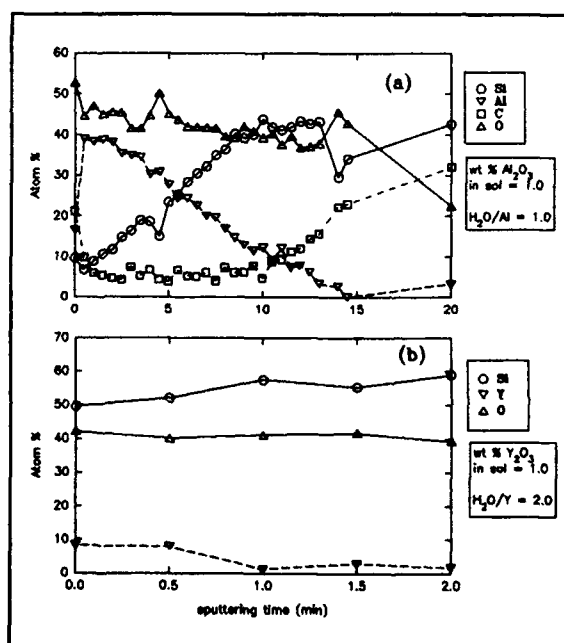 (a)
Atom %
60
50
40
30
20
10
0
0
5
10
15
20
Si
Al
C
O
wt % Al₂O₃
in sol = 1.0
H₂O/Al = 1.0
(b)
Atom %
70
60
50
40
30
20
10
0
0.0
0.5
1.0
1.5
2.0
sputtering time (min)
Si
Y
O
wt % Y₂O₃
in sol = 1.0
H₂O/Y = 2.0